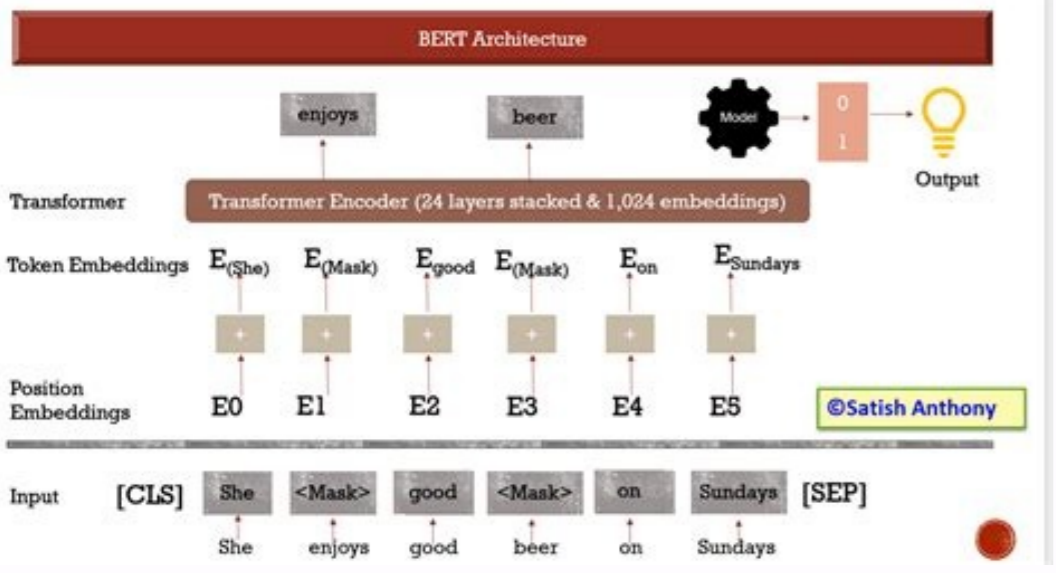 BERT Architecture
enjoys beer Model 0
1
Output
Transformer Transformer Encoder (24 layers stacked & 1,024 embeddings)
Token Embeddings E(She) E(Mask) Egood E(Mask) Eon ESundays
+ + + + + +
Position
Embeddings E0 E1 E2 E3 E4 E5 ©Satish Anthony
Input [CLS] She <Mask> good <Mask> on Sundays [SEP]
She enjoys good beer on Sundays